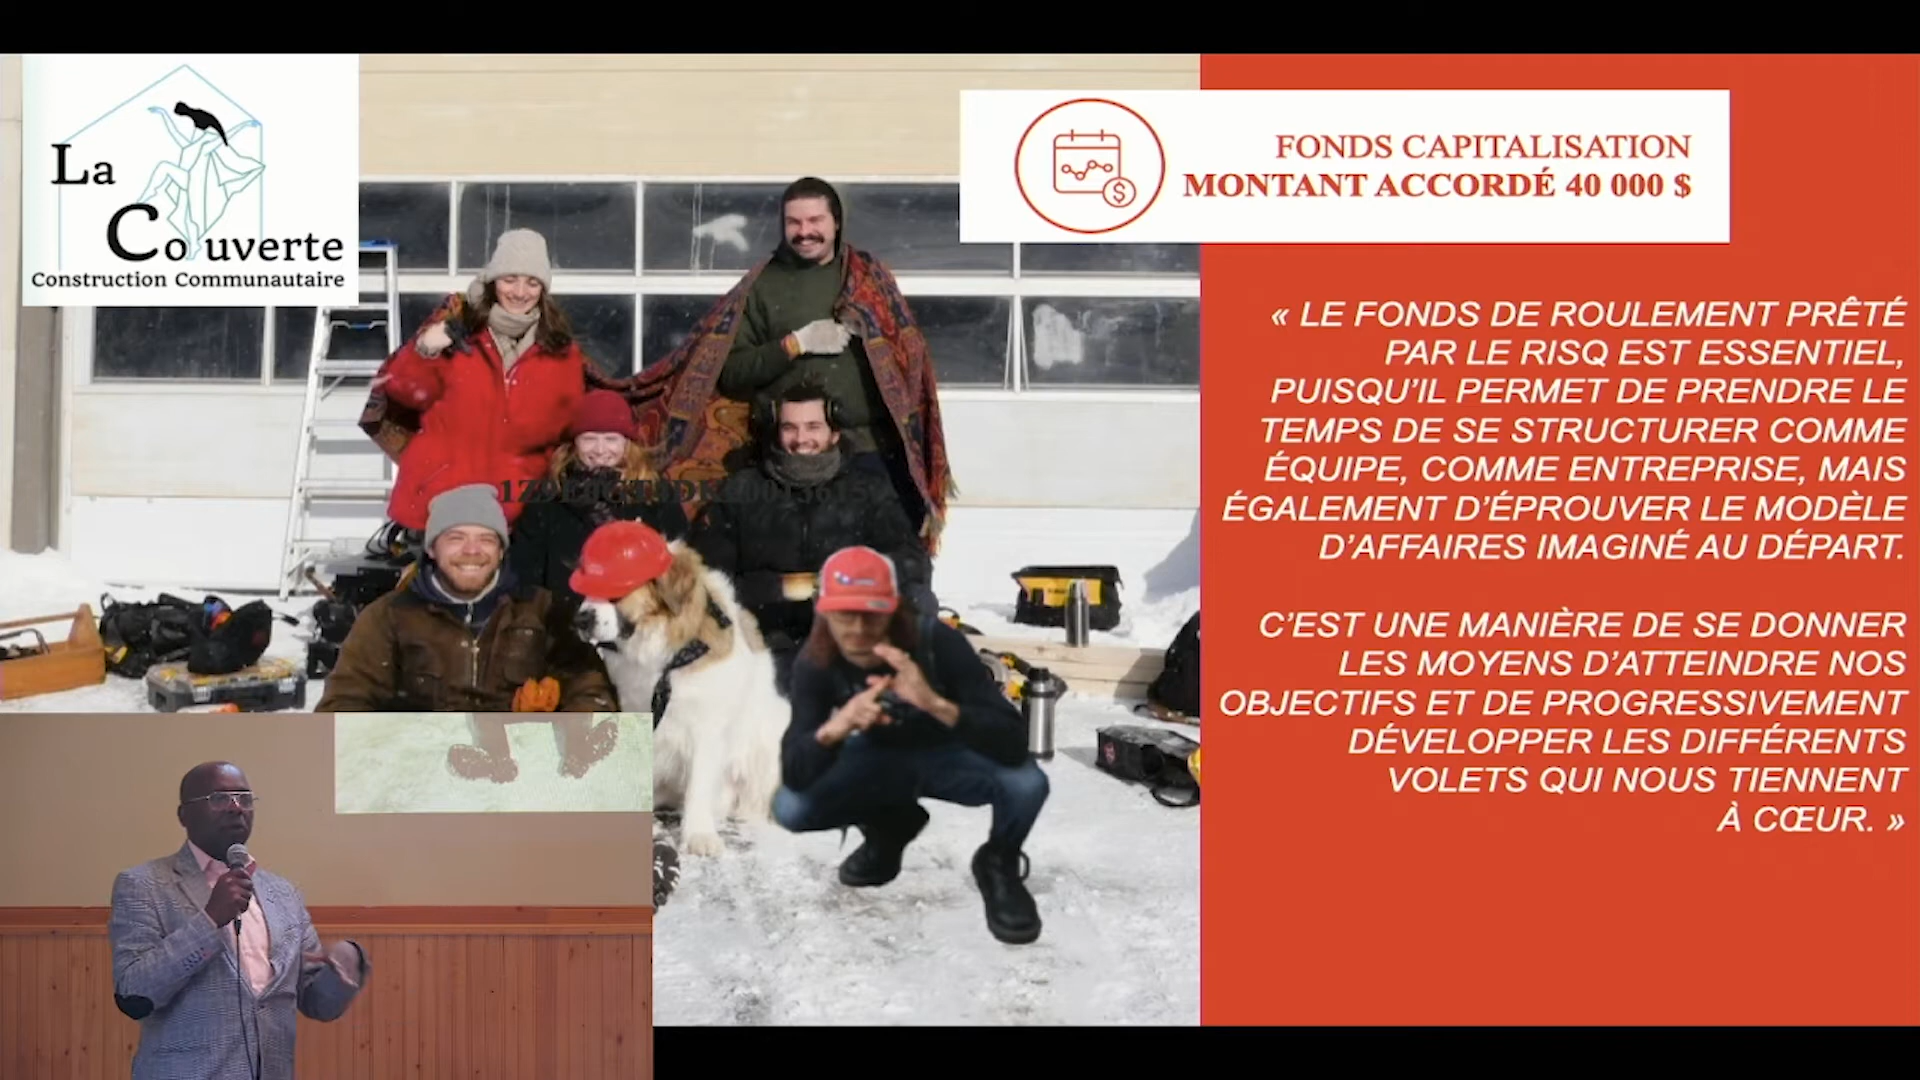 La
Couverte
Construction Communautaire
FONDS CAPITALISATION
MONTANT ACCORDÉ 40 000 $
« LE FONDS DE ROULEMENT PRÊTÉ
PAR LE RISQ EST ESSENTIEL,
PUISQU'IL PERMET DE PRENDRE LE
TEMPS DE SE STRUCTURER COMME
ÉQUIPE, COMME ENTREPRISE, MAIS
ÉGALEMENT D'ÉPROUVER LE MODÈLE
D'AFFAIRES IMAGINÉ AU DÉPART.
C'EST UNE MANIÈRE DE SE DONNER
LES MOYENS D'ATTEINDRE NOS
OBJECTIFS ET DE PROGRESSIVEMENT
DÉVELOPPER LES DIFFÉRENTS
VOLETS QUI NOUS TIENNENT
À CŒUR. »